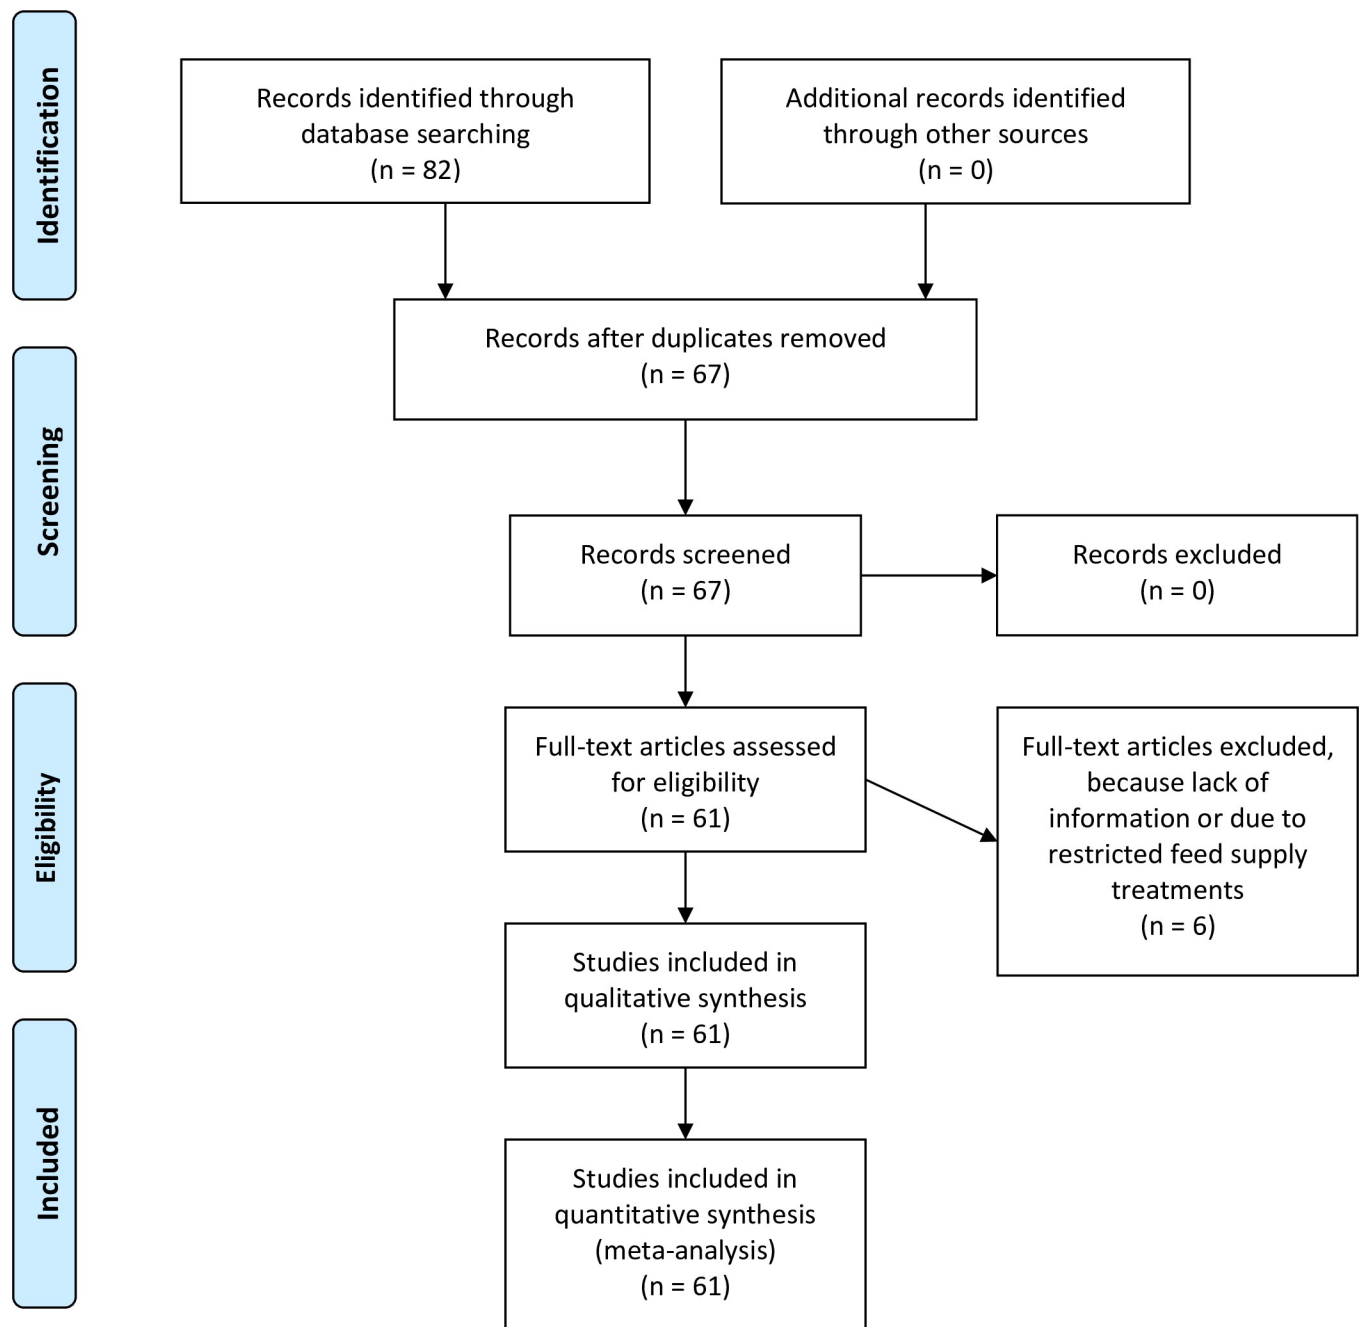 Identification
Records identified through
database searching
(n = 82)
Additional records identified
through other sources
(n = 0)
Records after duplicates removed
(n = 67)
Screening
Records screened
(n = 67)
Records excluded
(n = 0)
Eligibility
Full-text articles assessed
for eligibility
(n = 61)
Full-text articles excluded,
because lack of
information or due to
restricted feed supply
treatments
(n = 6)
Studies included in
qualitative synthesis
(n = 61)
Included
Studies included in
quantitative synthesis
(meta-analysis)
(n = 61)